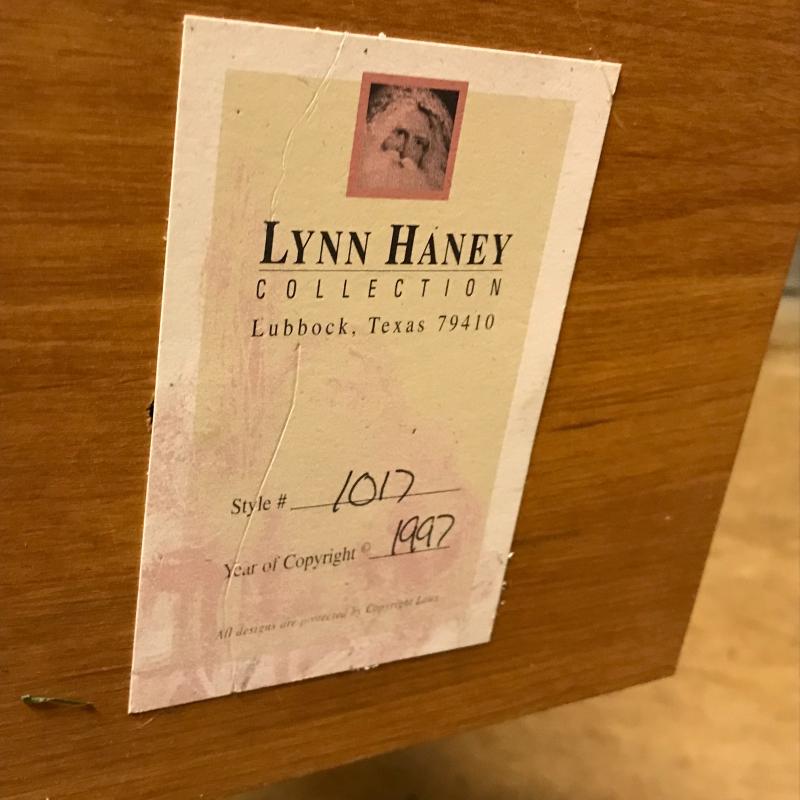 LYNN HANEY
COLLECTION
Lubbock, Texas 79410
Style # 1017
Year of Copyright © 1997
All designs are protected by Copyright Laws